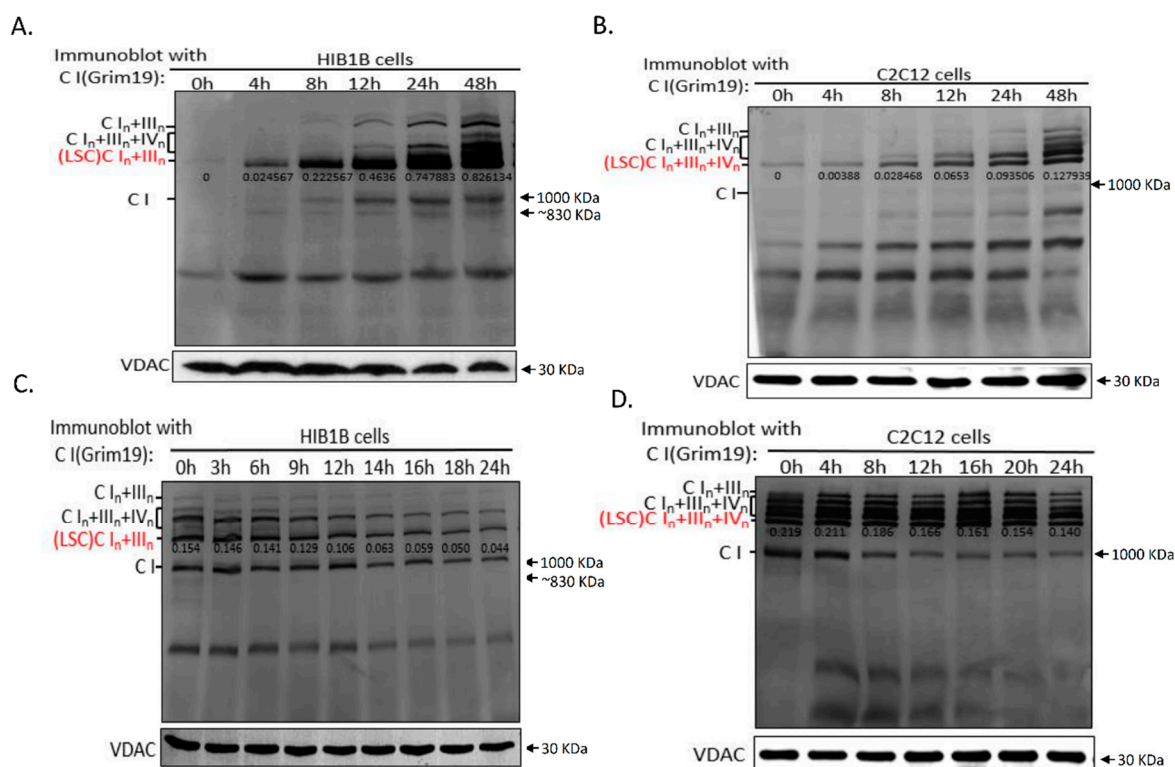 A.
Immunoblot with
C I(Grim19):
HIB1B cells
0h 4h 8h 12h 24h 48h
C Iₙ+IIIₙ
C Iₙ+IIIₙ+IVₙ
(LSC)C Iₙ+IIIₙ
0 0.024567 0.222567 0.4636 0.747883 0.826134
C I
1000 KDa
~830 KDa
VDAC
30 KDa
B.
Immunoblot with
C I(Grim19):
C2C12 cells
0h 4h 8h 12h 24h 48h
C Iₙ+IIIₙ
C Iₙ+IIIₙ+IVₙ
(LSC)C Iₙ+IIIₙ+IVₙ
0 0.00388 0.028468 0.0653 0.093506 0.127939
1000 KDa
C I
VDAC
30 KDa
C.
Immunoblot with
C I(Grim19):
HIB1B cells
0h 3h 6h 9h 12h 14h 16h 18h 24h
C Iₙ+IIIₙ
C Iₙ+IIIₙ+IVₙ
(LSC)C Iₙ+IIIₙ
0.154 0.146 0.141 0.129 0.106 0.063 0.059 0.050 0.044
C I
1000 KDa
~830 KDa
VDAC
30 KDa
D.
Immunoblot with
C I(Grim19):
C2C12 cells
0h 4h 8h 12h 16h 20h 24h
C Iₙ+IIIₙ
C Iₙ+IIIₙ+IVₙ
(LSC)C Iₙ+IIIₙ+IVₙ
0.219 0.211 0.186 0.166 0.161 0.154 0.140
C I
1000 KDa
VDAC
30 KDa